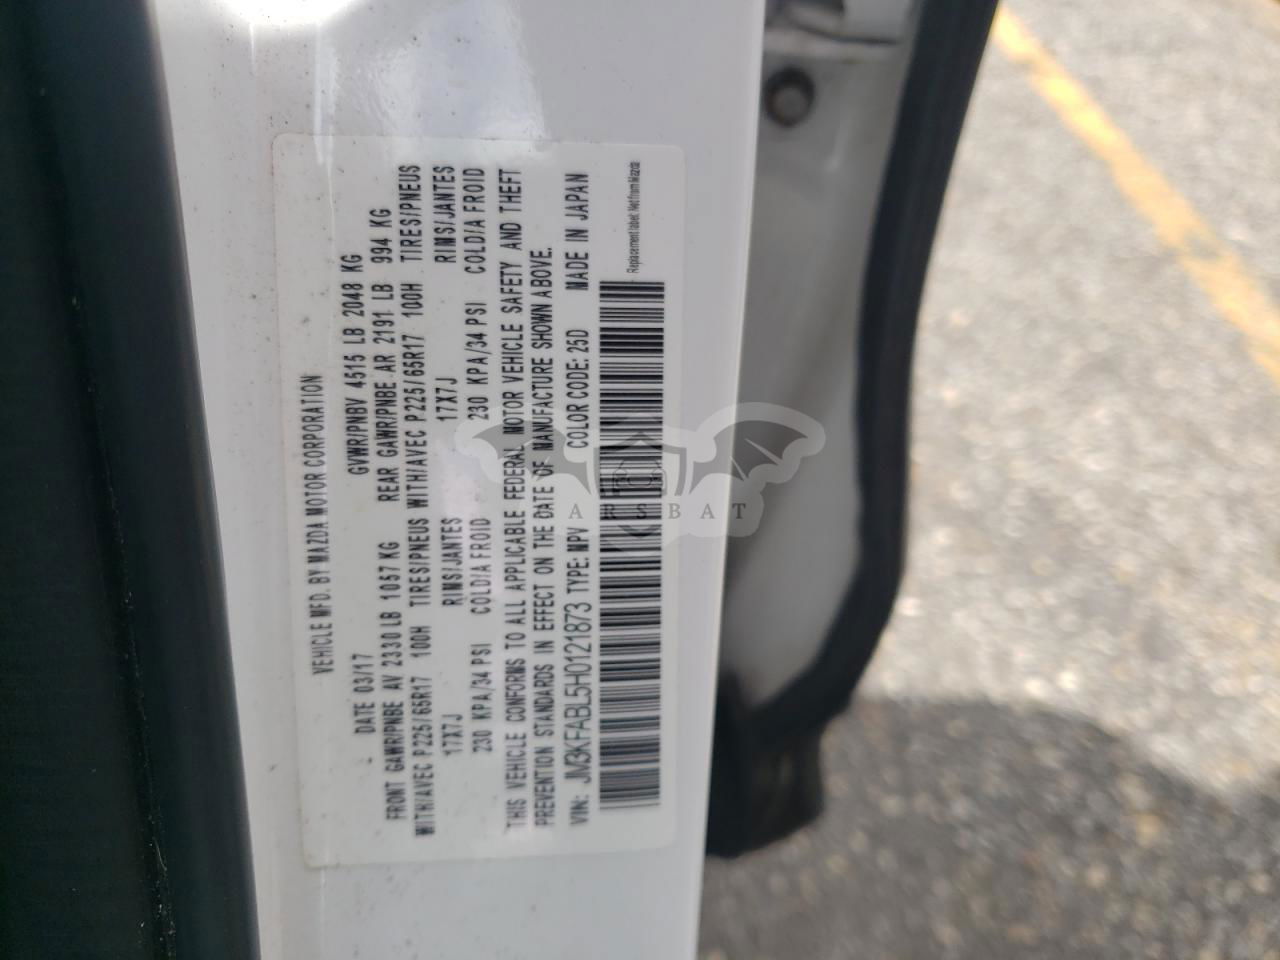 VEHICLE MFD. BY MAZDA MOTOR CORPORATION
DATE 03/17 GVWR/PNBV 4515 LB 2048 KG
FRONT GAWR/PNBE AV 2330 LB 1057 KG REAR GAWR/PNBE AR 2191 LB 994 KG
WITH/AVEC P225/65R17 100H TIRES/PNEUS WITH/AVEC P225/65R17 100H TIRES/PNEUS
17X7J RIMS/JANTES 17X7J RIMS/JANTES
230 KPA/34 PSI COLD/A FROID 230 KPA/34 PSI COLD/A FROID
THIS VEHICLE CONFORMS TO ALL APPLICABLE FEDERAL MOTOR VEHICLE SAFETY AND THEFT
PREVENTION STANDARDS IN EFFECT ON THE DATE OF MANUFACTURE SHOWN ABOVE.
VIN: JM3KFABL5H0121873 TYPE: MPV COLOR CODE: 25D MADE IN JAPAN
Replacement label: Not from Mazda
ARSBAT